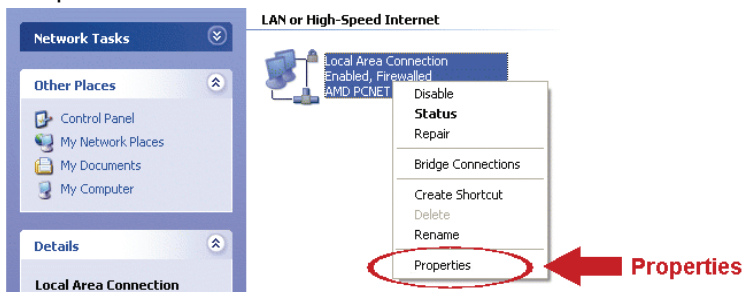 LAN or High-Speed Internet
Network Tasks
Other Places
Control Panel
My Network Places
My Documents
My Computer
Details
Local Area Connection
Local Area Connection
Enabled, Firewalled
AMD PCNET
Disable
Status
Repair
Bridge Connections
Create Shortcut
Delete
Rename
Properties
Properties